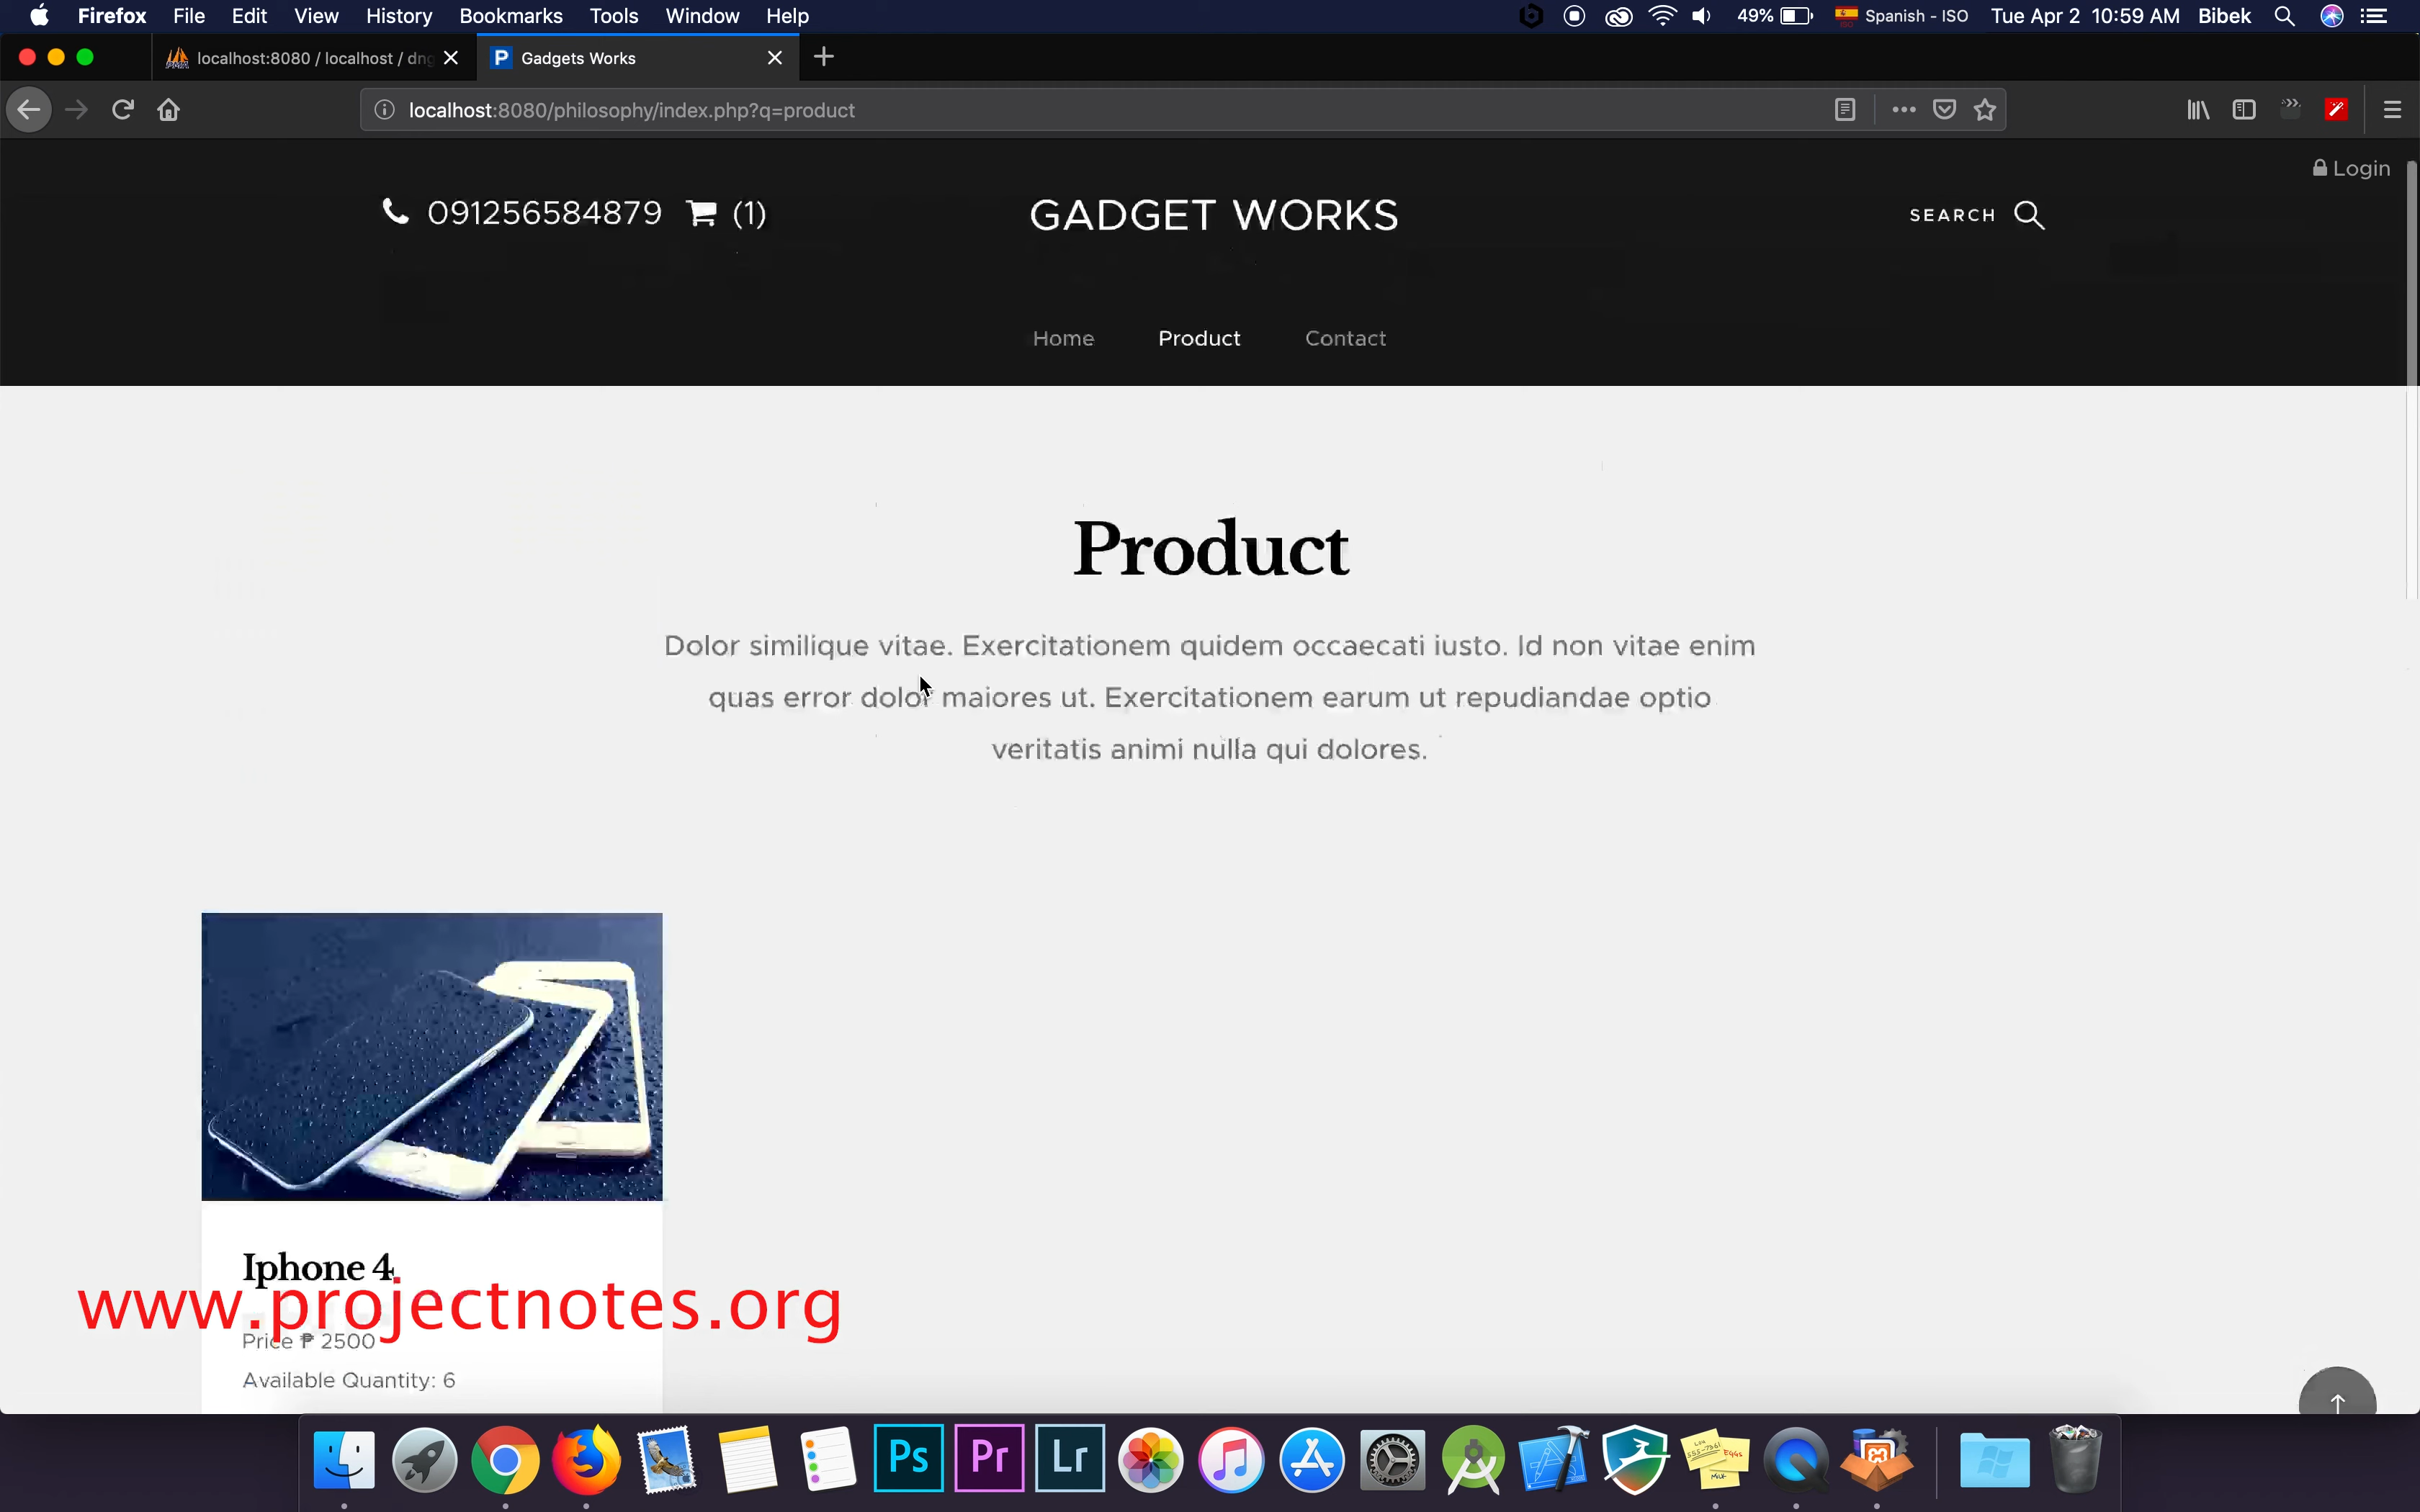 Firefox File Edit View History Bookmarks Tools Window Help 49% Spanish - ISO Tue Apr 2 10:59 AM Bibek
localhost:8080 / localhost / dng Gadgets Works
localhost:8080/philosophy/index.php?q=product
Login
091256584879 (1) GADGET WORKS SEARCH
Home Product Contact
Product
Dolor similique vitae. Exercitationem quidem occaecati iusto. Id non vitae enim
quas error dolor maiores ut. Exercitationem earum ut repudiandae optio
veritatis animi nulla qui dolores.
Iphone 4
www.projectnotes.org
Price ₱ 2500
Available Quantity: 6
Ps Pr Lr